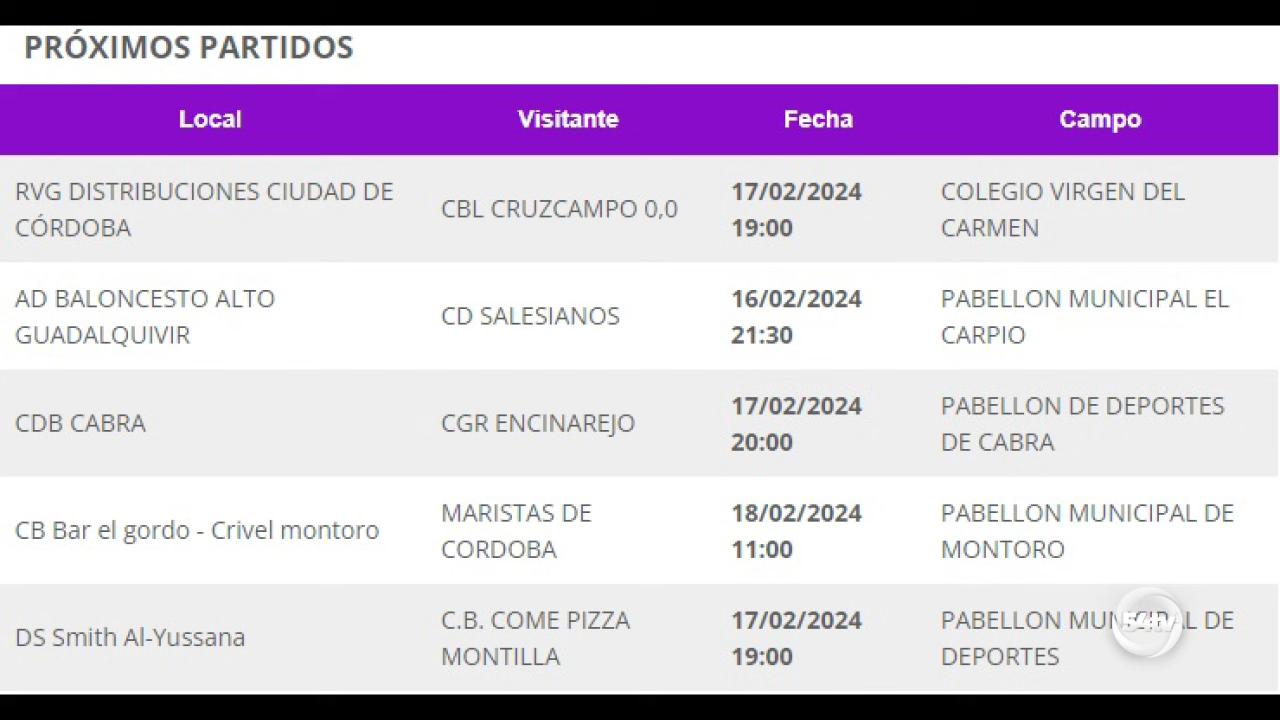 PRÓXIMOS PARTIDOS
Local Visitante Fecha Campo
RVG DISTRIBUCIONES CIUDAD DE CÓRDOBA CBL CRUZCAMPO 0,0 17/02/2024 19:00 COLEGIO VIRGEN DEL CARMEN
AD BALONCESTO ALTO GUADALQUIVIR CD SALESIANOS 16/02/2024 21:30 PABELLON MUNICIPAL EL CARPIO
CDB CABRA CGR ENCINAREJO 17/02/2024 20:00 PABELLON DE DEPORTES DE CABRA
CB Bar el gordo - Crivel montoro MARISTAS DE CORDOBA 18/02/2024 11:00 PABELLON MUNICIPAL DE MONTORO
DS Smith Al-Yussana C.B. COME PIZZA MONTILLA 17/02/2024 19:00 PABELLON MUNICIPAL DE DEPORTES